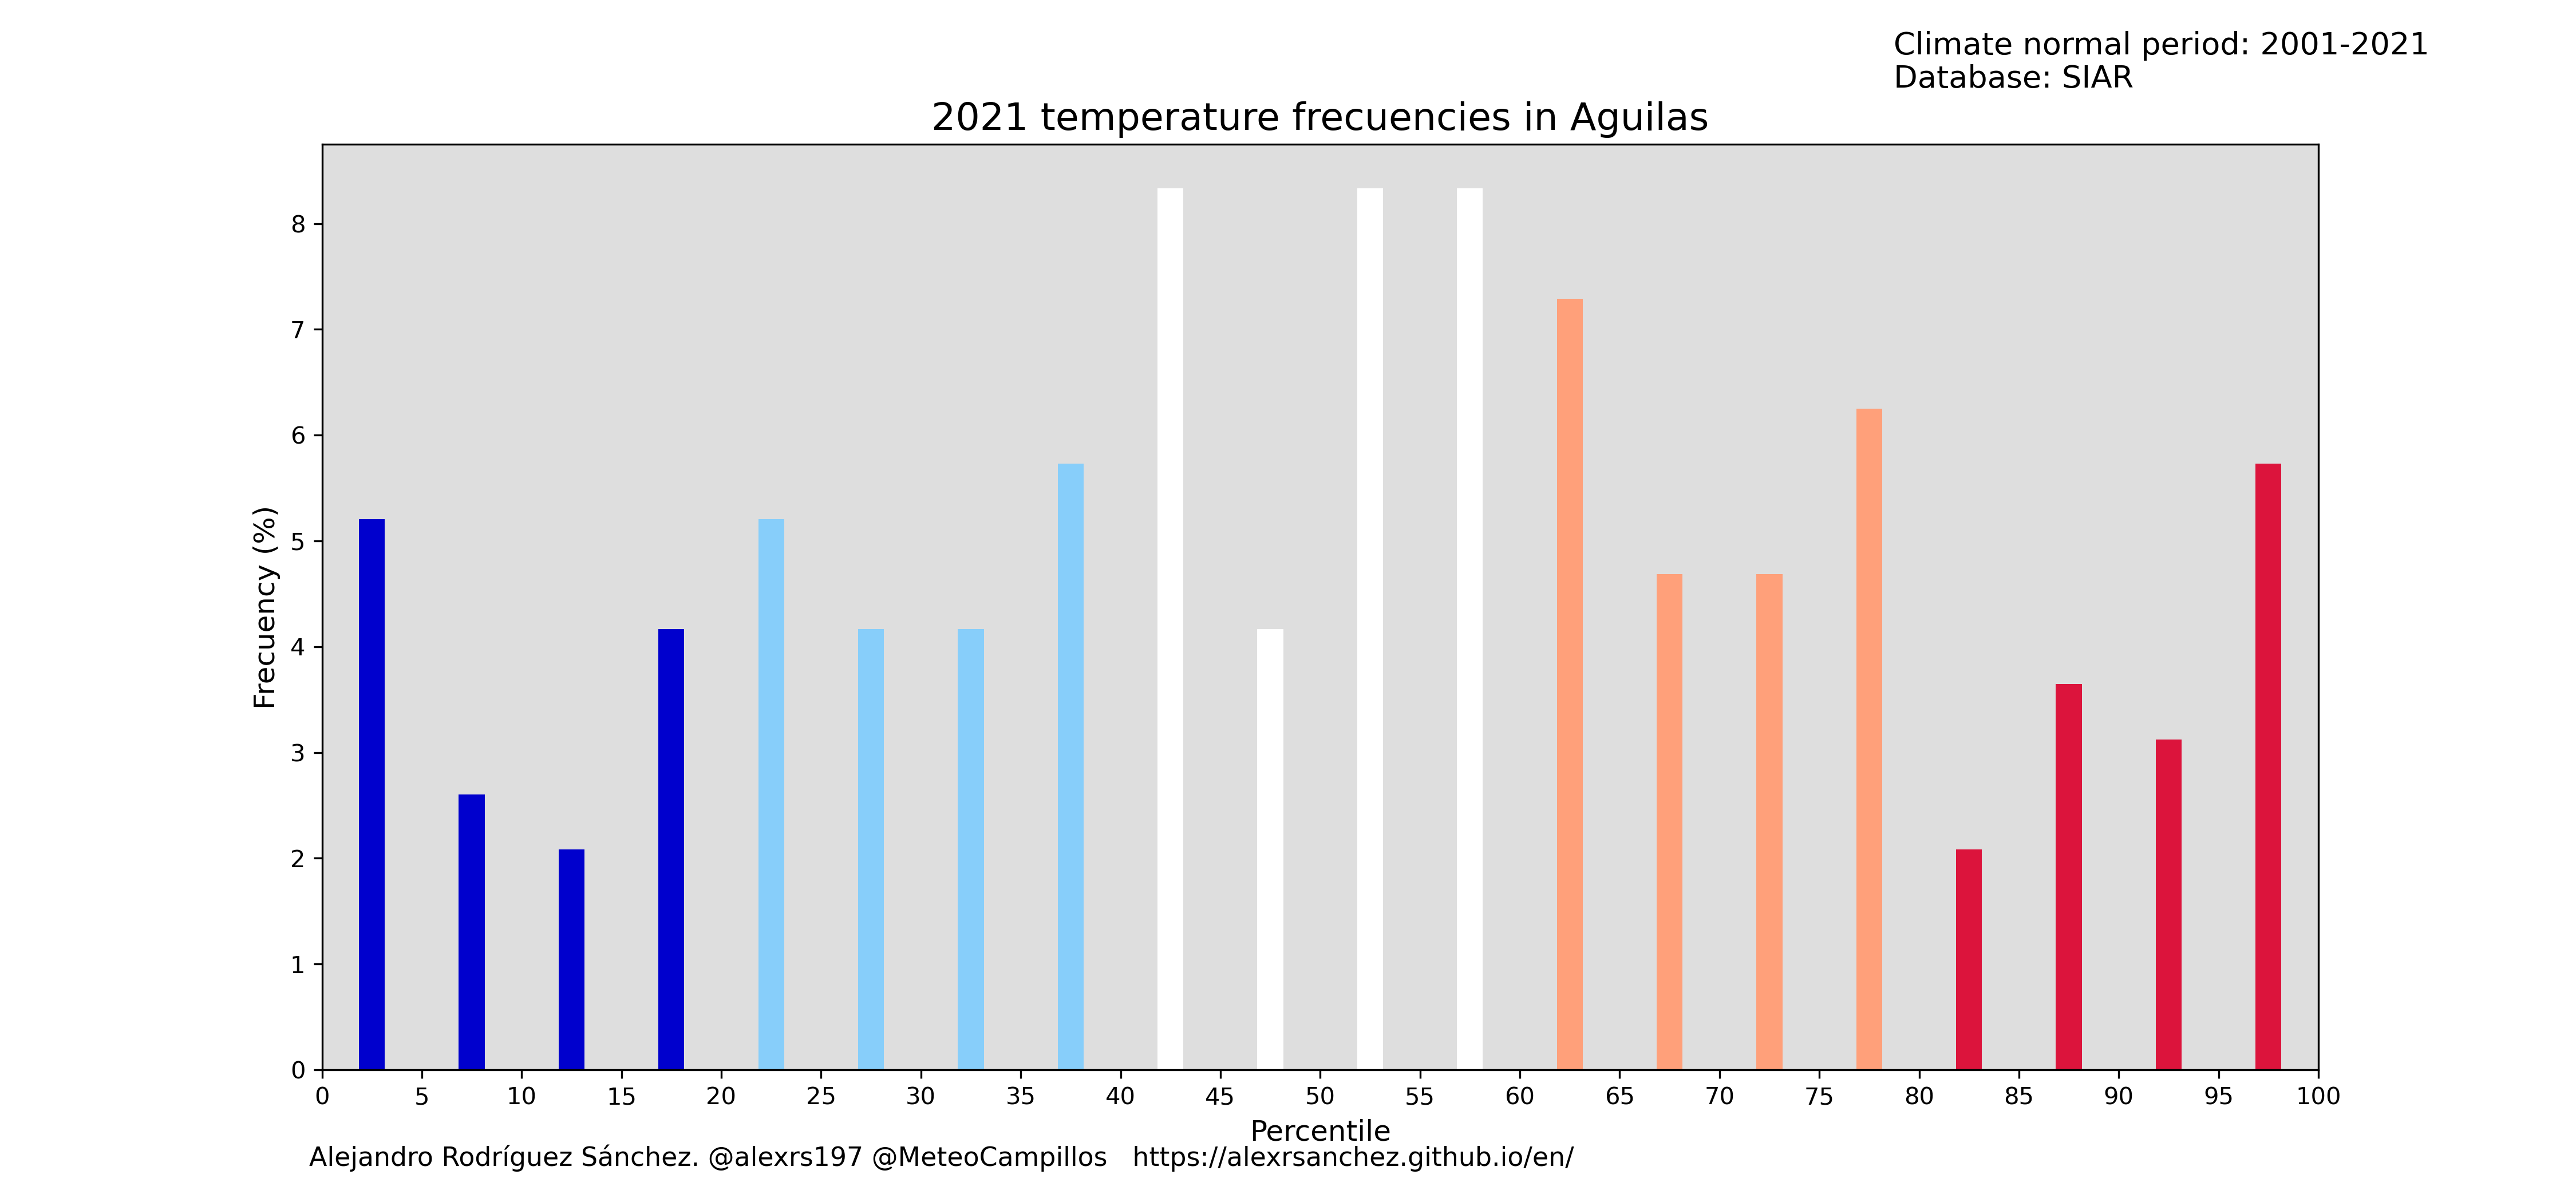 Climate normal period: 2001-2021
Database: SIAR
2021 temperature frecuencies in Aguilas
Frecuency (%)
8
7
6
5
4
3
2
1
0
0 5 10 15 20 25 30 35 40 45 50 55 60 65 70 75 80 85 90 95 100
Percentile
Alejandro Rodríguez Sánchez. @alexrs197 @MeteoCampillos https://alexrsanchez.github.io/en/